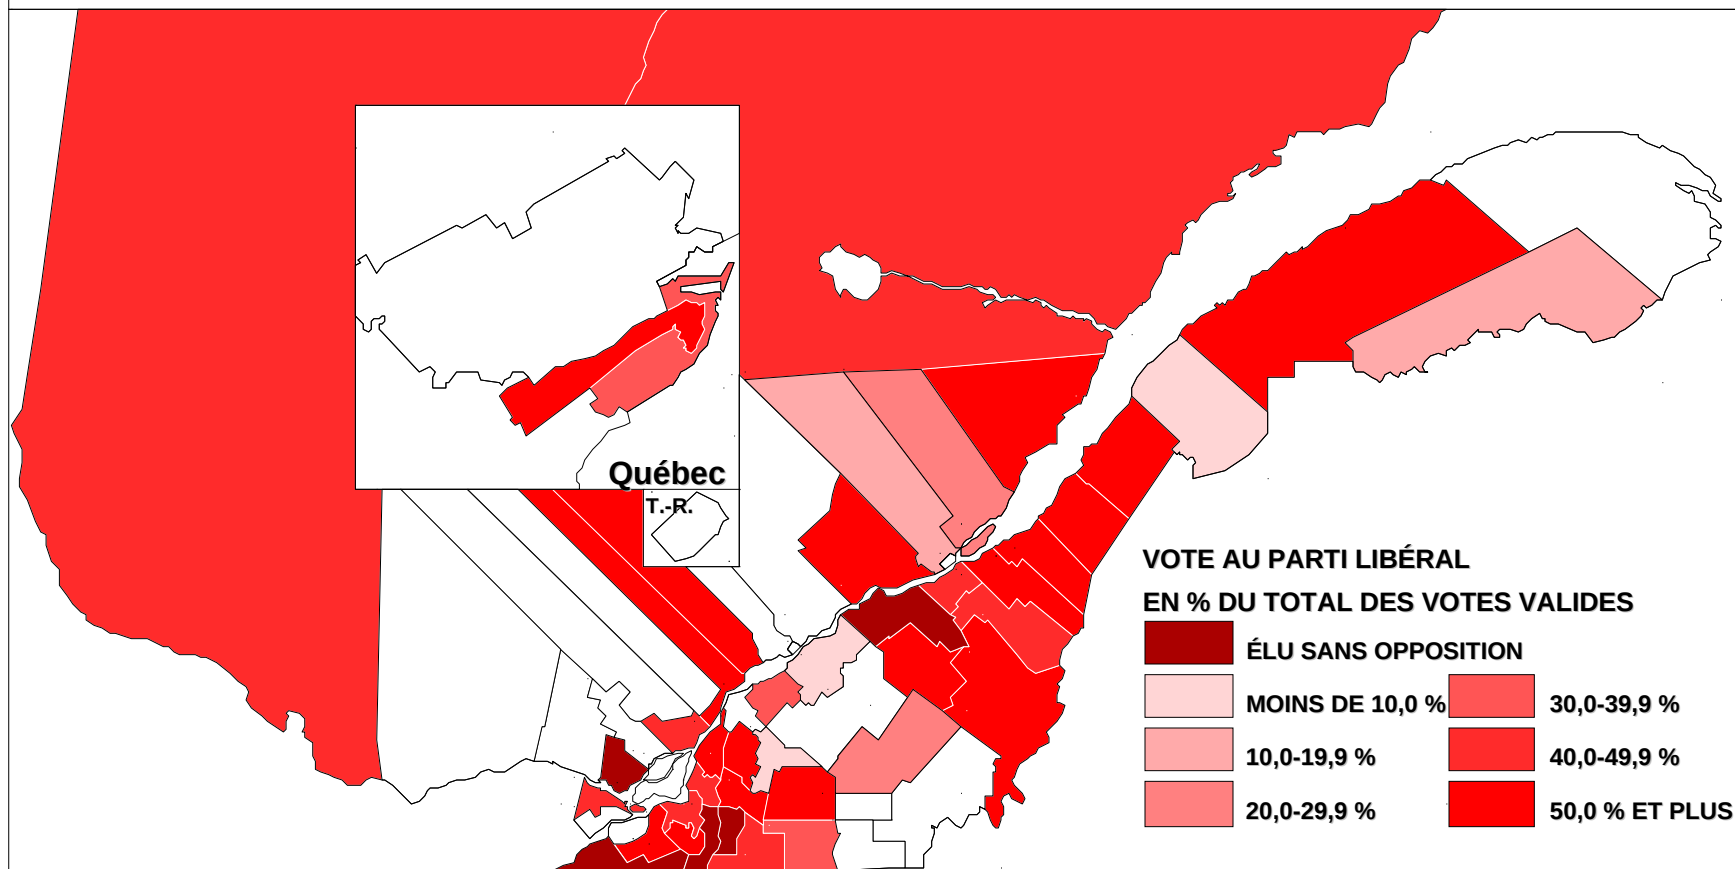 Québec
T.-R.
VOTE AU PARTI LIBÉRAL
EN % DU TOTAL DES VOTES VALIDES
ÉLU SANS OPPOSITION
MOINS DE 10,0 %
30,0-39,9 %
10,0-19,9 %
40,0-49,9 %
20,0-29,9 %
50,0 % ET PLUS